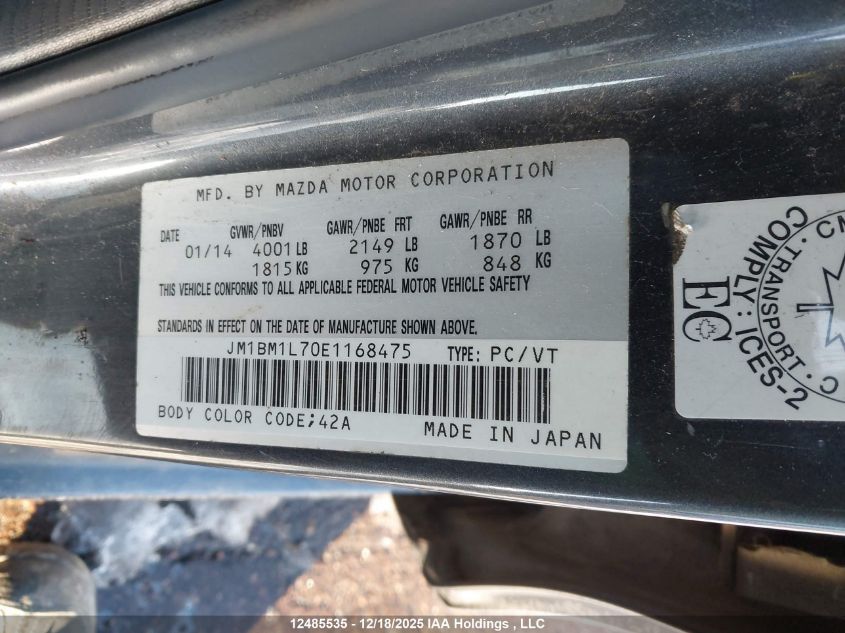 MFD. BY MAZDA MOTOR CORPORATION
DATE GVWR/PNBV GAWR/PNBE FRT GAWR/PNBE RR
01/14 4001 LB 2149 LB 1870 LB
1815 KG 975 KG 848 KG
THIS VEHICLE CONFORMS TO ALL APPLICABLE FEDERAL MOTOR VEHICLE SAFETY
STANDARDS IN EFFECT ON THE DATE OF MANUFACTURE SHOWN ABOVE.
JM1BM1L70E1168475 TYPE: PC/VT
BODY COLOR CODE;42A
MADE IN JAPAN
COMPLY: ICES-2
EC
· TRANSPORT ·
12485535 - 12/18/2025 IAA Holdings , LLC